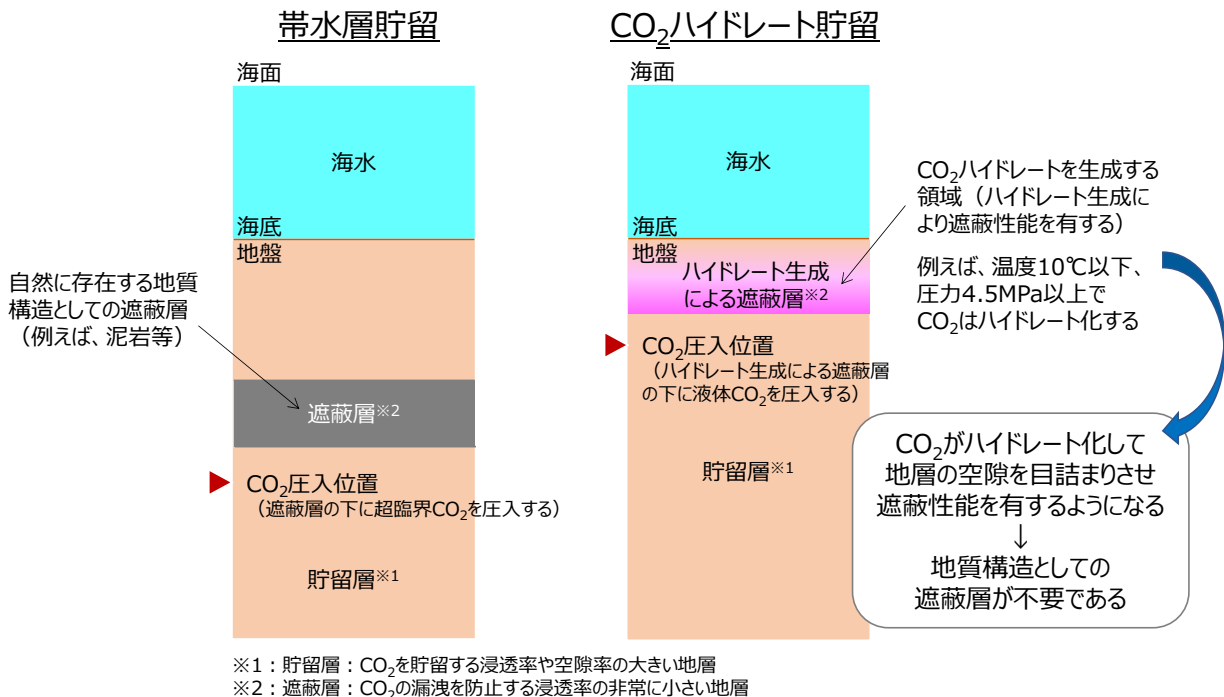 帯水層貯留
海面
海水
海底
地盤
自然に存在する地質
構造としての遮蔽層
（例えば、泥岩等）
遮蔽層※2
CO2圧入位置
（遮蔽層の下に超臨界CO2を圧入する）
貯留層※1
CO2ハイドレート貯留
海面
海水
海底
地盤
ハイドレート生成
による遮蔽層※2
CO2圧入位置
（ハイドレート生成による遮蔽層
の下に液体CO2を圧入する）
貯留層※1
CO2ハイドレートを生成する
領域（ハイドレート生成に
より遮蔽性能を有する）
例えば、温度10℃以下、
圧力4.5MPa以上で
CO2はハイドレート化する
CO2がハイドレート化して
地層の空隙を目詰まりさせ
遮蔽性能を有するようになる
↓
地質構造としての
遮蔽層が不要である
※1：貯留層：CO2を貯留する浸透率や空隙率の大きい地層
※2：遮蔽層：CO2の漏洩を防止する浸透率の非常に小さい地層